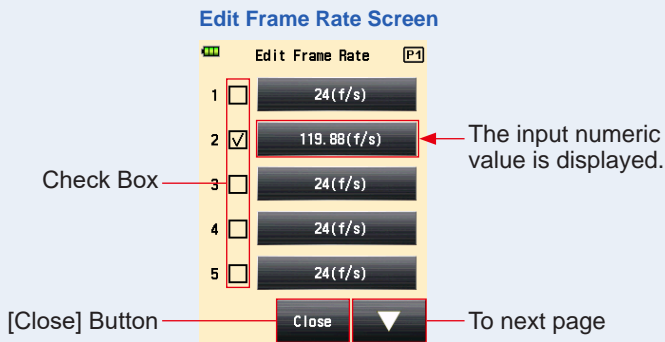 Edit Frame Rate Screen
Edit Frame Rate P1
1 24(f/s)
2 119.88(f/s)
The input numeric
value is displayed.
Check Box
3 24(f/s)
4 24(f/s)
5 24(f/s)
[Close] Button
Close
To next page